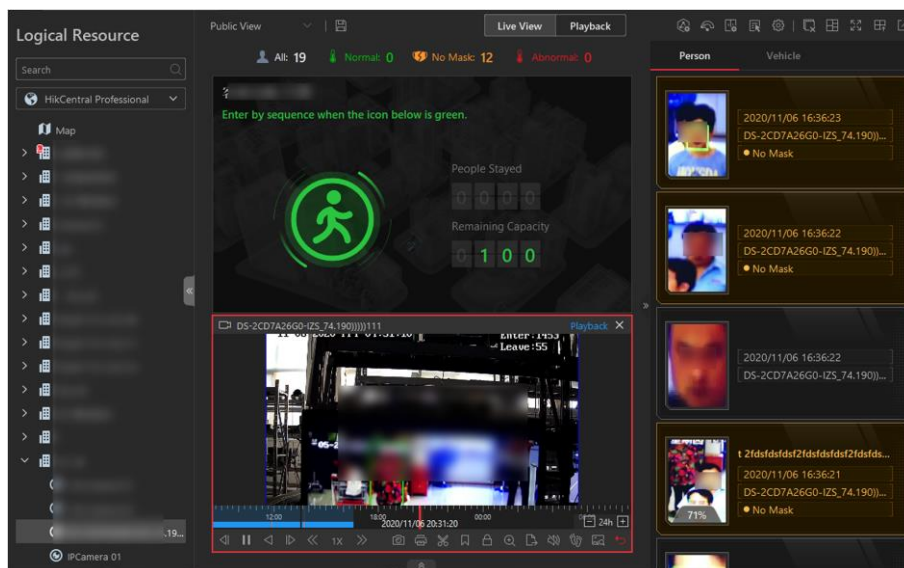 Logical Resource
Search
HikCentral Professional
Map
19...
IPCamera 01
Public View
Live View
Playback
All: 19
Normal: 0
No Mask: 12
Abnormal: 0
Enter by sequence when the icon below is green.
People Stayed
0 0 0 0
Remaining Capacity
0 1 0 0
DS-2CD7A26G0-IZS_74.190)))))111
Playback
Enter:1453
Leave:55
12:00
18:00
00:00
2020/11/06 20:31:20
24h
1X
Person
Vehicle
2020/11/06 16:36:23
DS-2CD7A26G0-IZS_74.190))...
No Mask
2020/11/06 16:36:22
DS-2CD7A26G0-IZS_74.190))...
No Mask
2020/11/06 16:36:22
DS-2CD7A26G0-IZS_74.190))...
t 2fdsfdsfdsf2fdsfdsfdsf2fdsfds...
2020/11/06 16:36:21
DS-2CD7A26G0-IZS_74.190))...
No Mask
71%